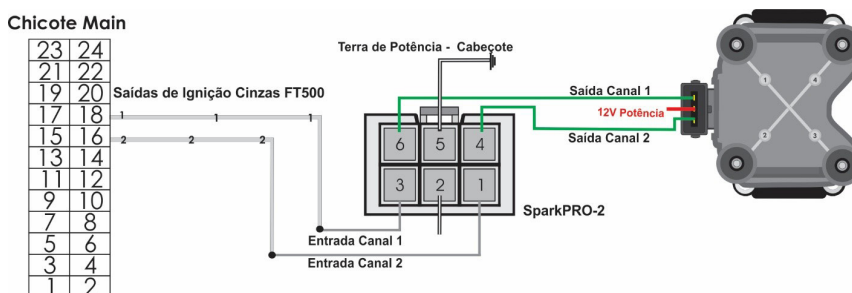 Chicote Main
23 24
21 22
19 20
17 18
15 16
13 14
11 12
9 10
7 8
5 6
3 4
1 2
Saídas de Ignição Cinzas FT500
1 1 1
2 2 2
Terra de Potência - Cabeçote
6 5 4
3 2 1
SparkPRO-2
Entrada Canal 1
Entrada Canal 2
Saída Canal 1
12V Potência
Saída Canal 2
1 4
2 3